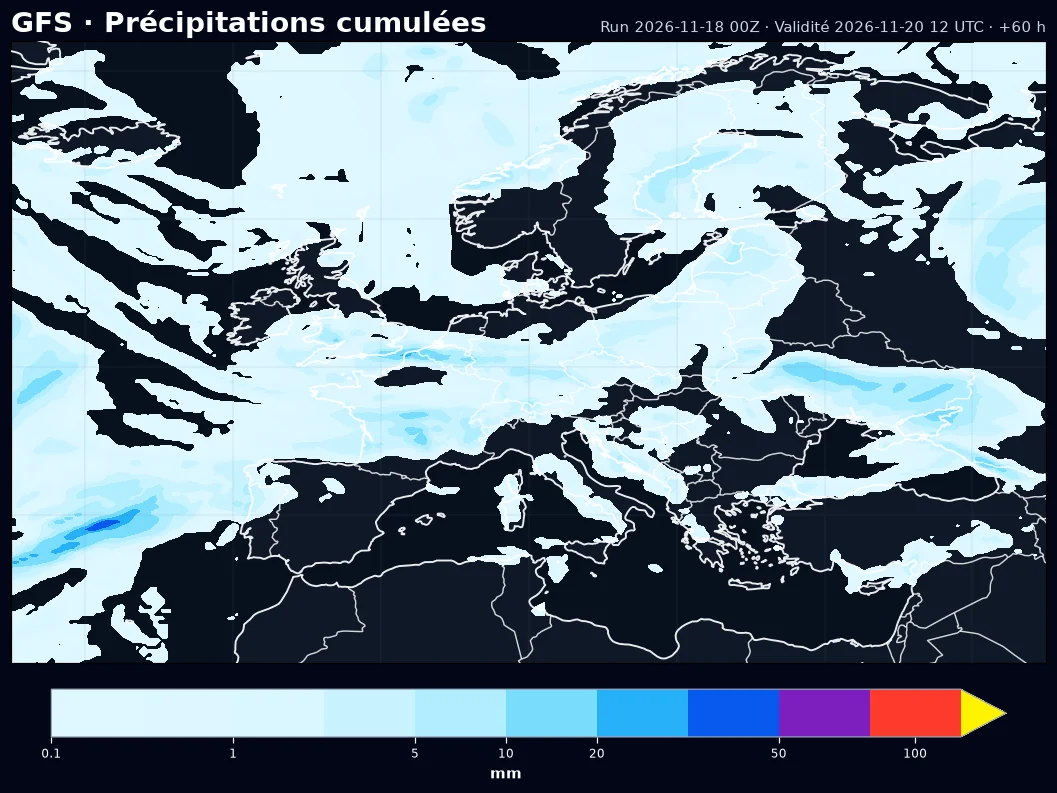 GFS · Précipitations cumulées
Run 2026-11-18 00Z · Validité 2026-11-20 12 UTC · +60 h
0.1 1 5 10 20 50 100
mm